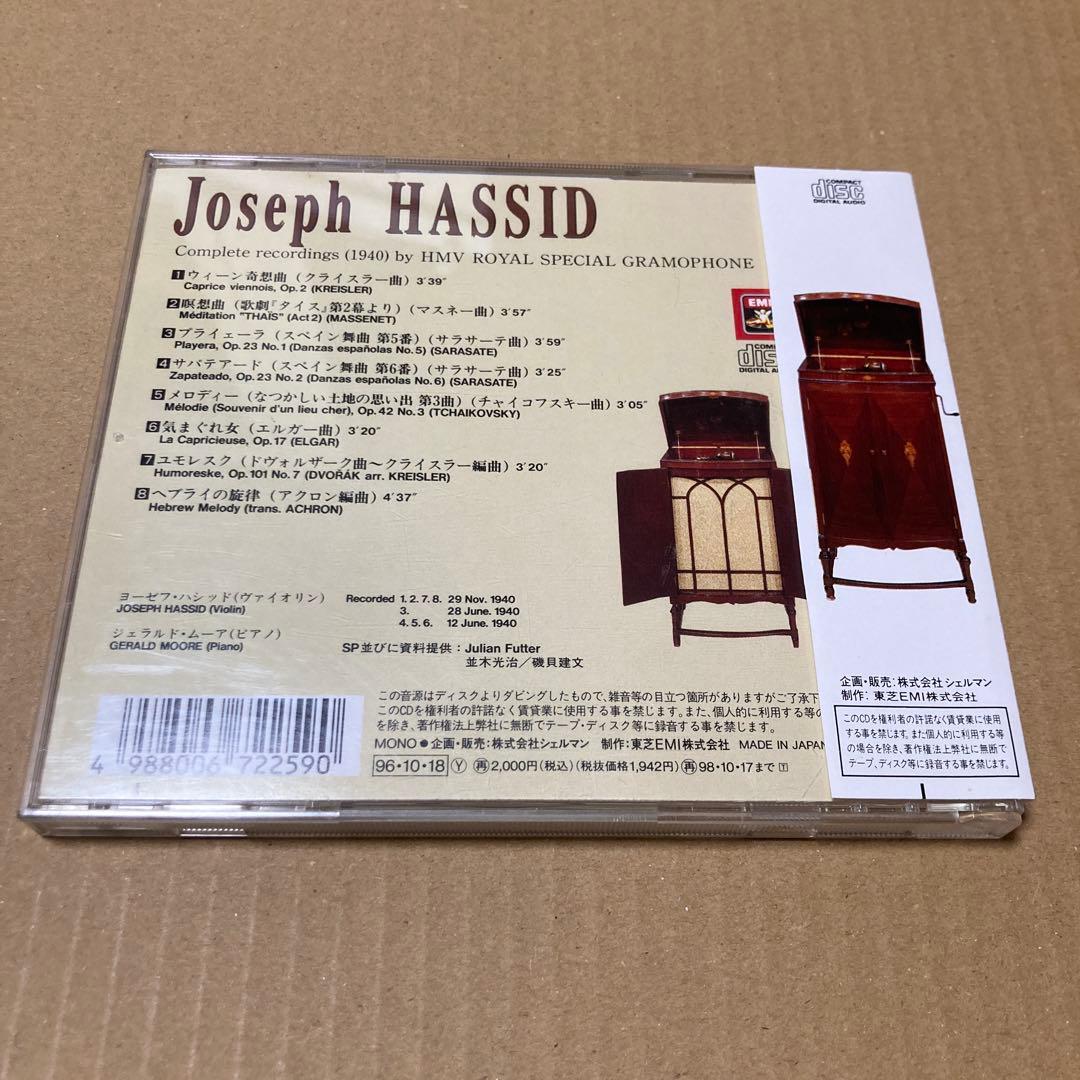 Joseph HASSID
Complete recordings (1940) by HMV ROYAL SPECIAL GRAMOPHONE
1 ウィーン奇想曲 (クライスラー曲) 3′39″
Caprice viennois, Op.2 (KREISLER)
2 瞑想曲 (歌劇『タイス』第2幕より) (マスネー曲) 3′57″
Méditation "THAÏS" (Act 2) (MASSENET)
3 プライェーラ (スペイン舞曲 第5番) (サラサーテ曲) 3′59″
Playera, Op.23 No.1 (Danzas españolas No.5) (SARASATE)
4 サパテアード (スペイン舞曲 第6番) (サラサーテ曲) 3′25″
Zapateado, Op.23 No.2 (Danzas españolas No.6) (SARASATE)
5 メロディー (なつかしい土地の思い出 第3曲) (チャイコフスキー曲) 3′05″
Mélodie (Souvenir d'un lieu cher), Op.42 No.3 (TCHAIKOVSKY)
6 気まぐれ女 (エルガー曲) 3′20″
La Capricieuse, Op.17 (ELGAR)
7 ユモレスク (ドヴォルザーク曲〜クライスラー編曲) 3′20″
Humoreske, Op.101 No.7 (DVOŘÁK arr. KREISLER)
8 ヘブライの旋律 (アクロン編曲) 4′37″
Hebrew Melody (trans. ACHRON)
EMI
COMPACT
disc
DIGITAL AUDIO
ヨーゼフ・ハシッド(ヴァイオリン)
JOSEPH HASSID (Violin)
ジェラルド・ムーア(ピアノ)
GERALD MOORE (Piano)
Recorded 1. 2. 7. 8. 29 Nov. 1940
3. 28 June. 1940
4. 5. 6. 12 June. 1940
SP並びに資料提供：Julian Futter
並木光治／磯貝建文
この音源はディスクよりダビングしたもので、雑音等の目立つ箇所がありますがご了承下
このCDを権利者の許諾なく賃貸業に使用する事を禁じます。また、個人的に利用する等の
を除き、著作権法上弊社に無断でテープ・ディスク等に録音する事を禁じます。
MONO●企画・販売：株式会社シェルマン 制作：東芝EMI株式会社 MADE IN JAPAN
4 988006 722590
96・10・18 Ⓨ 再 2,000円(税込)(税抜価格1,942円) 再 98・10・17まで T
COMPACT
disc
DIGITAL AUDIO
企画・販売：株式会社シェルマン
制作：東芝EMI株式会社
このCDを権利者の許諾なく賃貸業に使用
する事を禁じます。また個人的に利用する等
の場合を除き、著作権法上弊社に無断で
テープ、ディスク等に録音する事を禁じます。